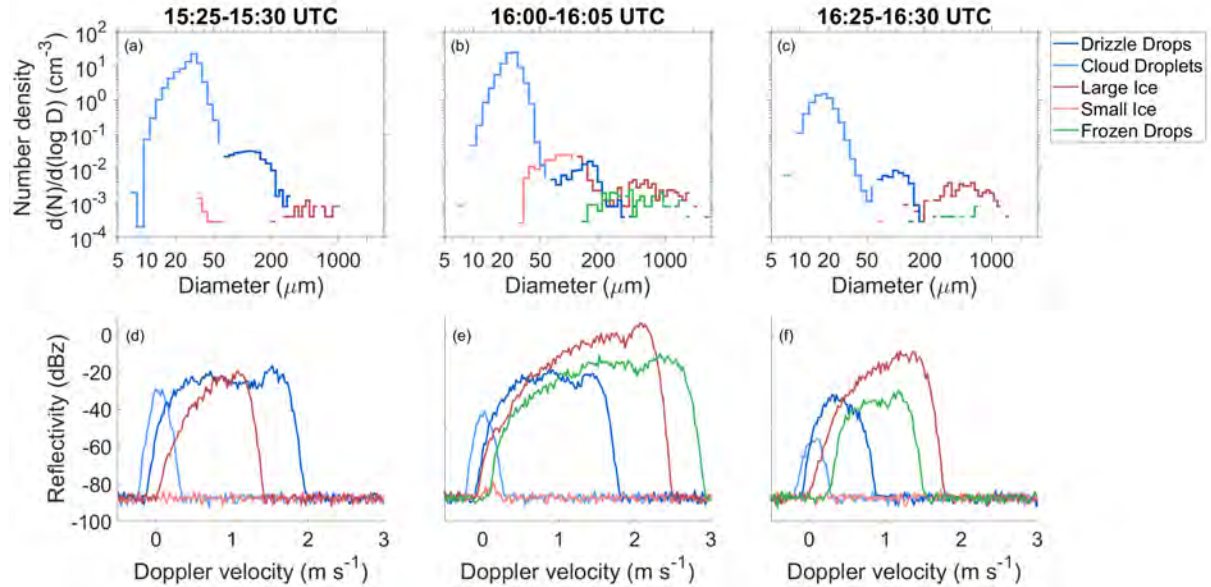 15:25-15:30 UTC
16:00-16:05 UTC
16:25-16:30 UTC
Number density
d(N)/d(log D) (cm⁻³)
10² 10¹ 10⁰ 10⁻¹ 10⁻² 10⁻³ 10⁻⁴
(a)
(b)
(c)
Drizzle Drops
Cloud Droplets
Large Ice
Small Ice
Frozen Drops
5 10 20 50 200 1000
5 10 20 50 200 1000
5 10 20 50 200 1000
Diameter (μm)
Diameter (μm)
Diameter (μm)
Reflectivity (dBz)
0 -20 -40 -60 -80 -100
(d)
(e)
(f)
0 1 2 3
0 1 2 3
0 1 2 3
Doppler velocity (m s⁻¹)
Doppler velocity (m s⁻¹)
Doppler velocity (m s⁻¹)